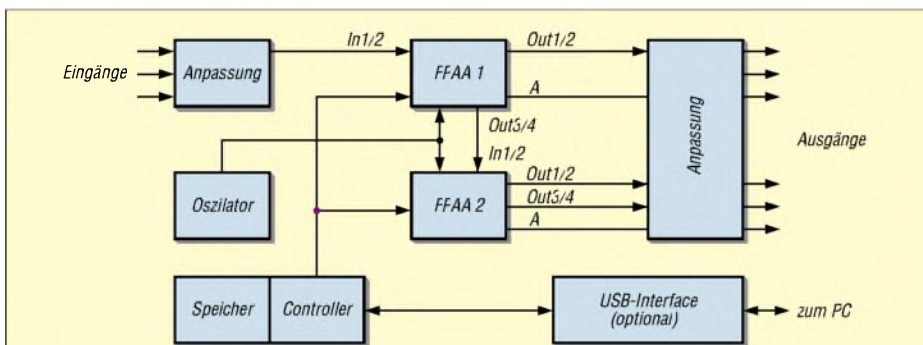 In1/2
Out1/2
Eingänge
Anpassung
FFAA 1
A
Out3/4
In1/2
Anpassung
Ausgänge
Out1/2
Oszilator
FFAA 2
Out3/4
A
Speicher
Controller
USB-Interface
(optional)
zum PC